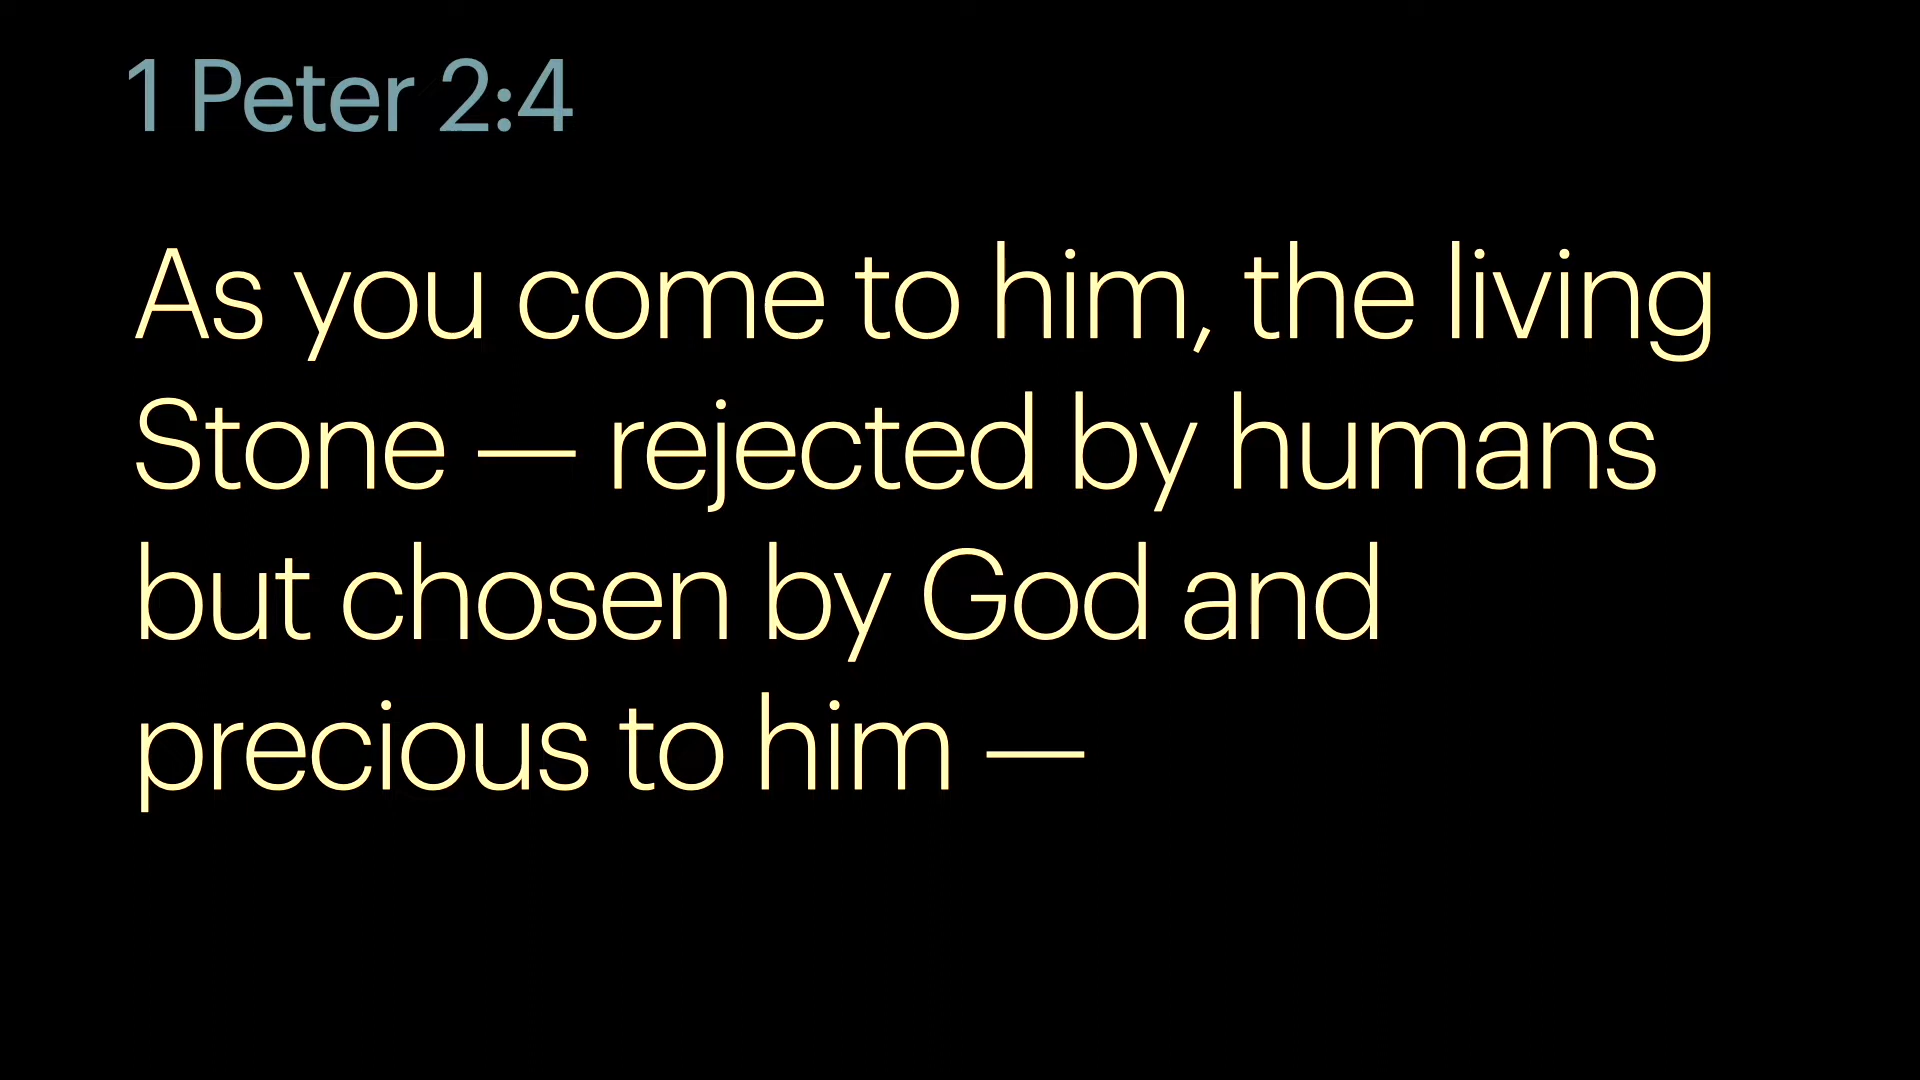 1 Peter 2:4
As you come to him, the living
Stone — rejected by humans
but chosen by God and
precious to him —